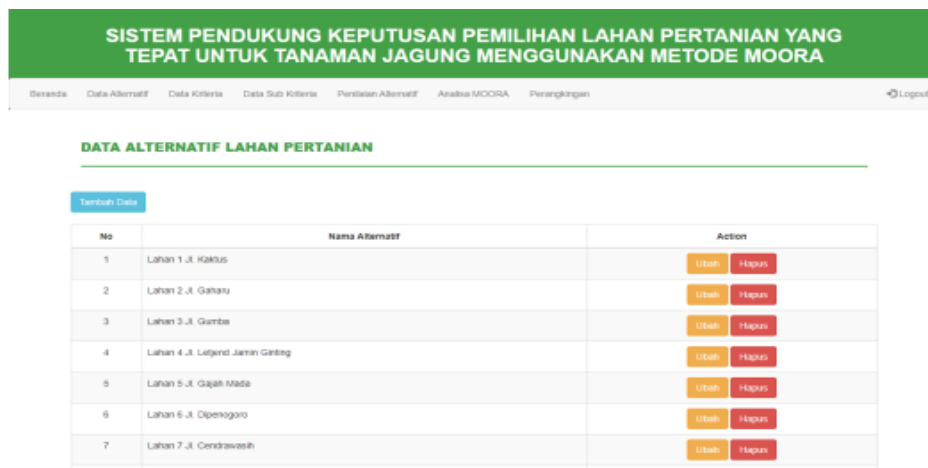 SISTEM PENDUKUNG KEPUTUSAN PEMILIHAN LAHAN PERTANIAN YANG
TEPAT UNTUK TANAMAN JAGUNG MENGGUNAKAN METODE MOORA
Beranda Data Alternatif Data Kriteria Data Sub Kriteria Penilaian Alternatif Analisa MOORA Perangkingan Logout
DATA ALTERNATIF LAHAN PERTANIAN
Tambah Data
No Nama Alternatif Action
1 Lahan 1 Jl. Kaktus Ubah Hapus
2 Lahan 2 Jl. Gaharu Ubah Hapus
3 Lahan 3 Jl. Gumba Ubah Hapus
4 Lahan 4 Jl. Letjend Jamin Ginting Ubah Hapus
5 Lahan 5 Jl. Gajah Mada Ubah Hapus
6 Lahan 6 Jl. Dipenogoro Ubah Hapus
7 Lahan 7 Jl. Cendrawasih Ubah Hapus